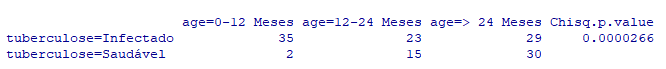 age=0-12 Meses age=12-24 Meses age=> 24 Meses Chisq.p.value
tuberculose=Infectado 35 23 29 0.0000266
tuberculose=Saudável 2 15 30